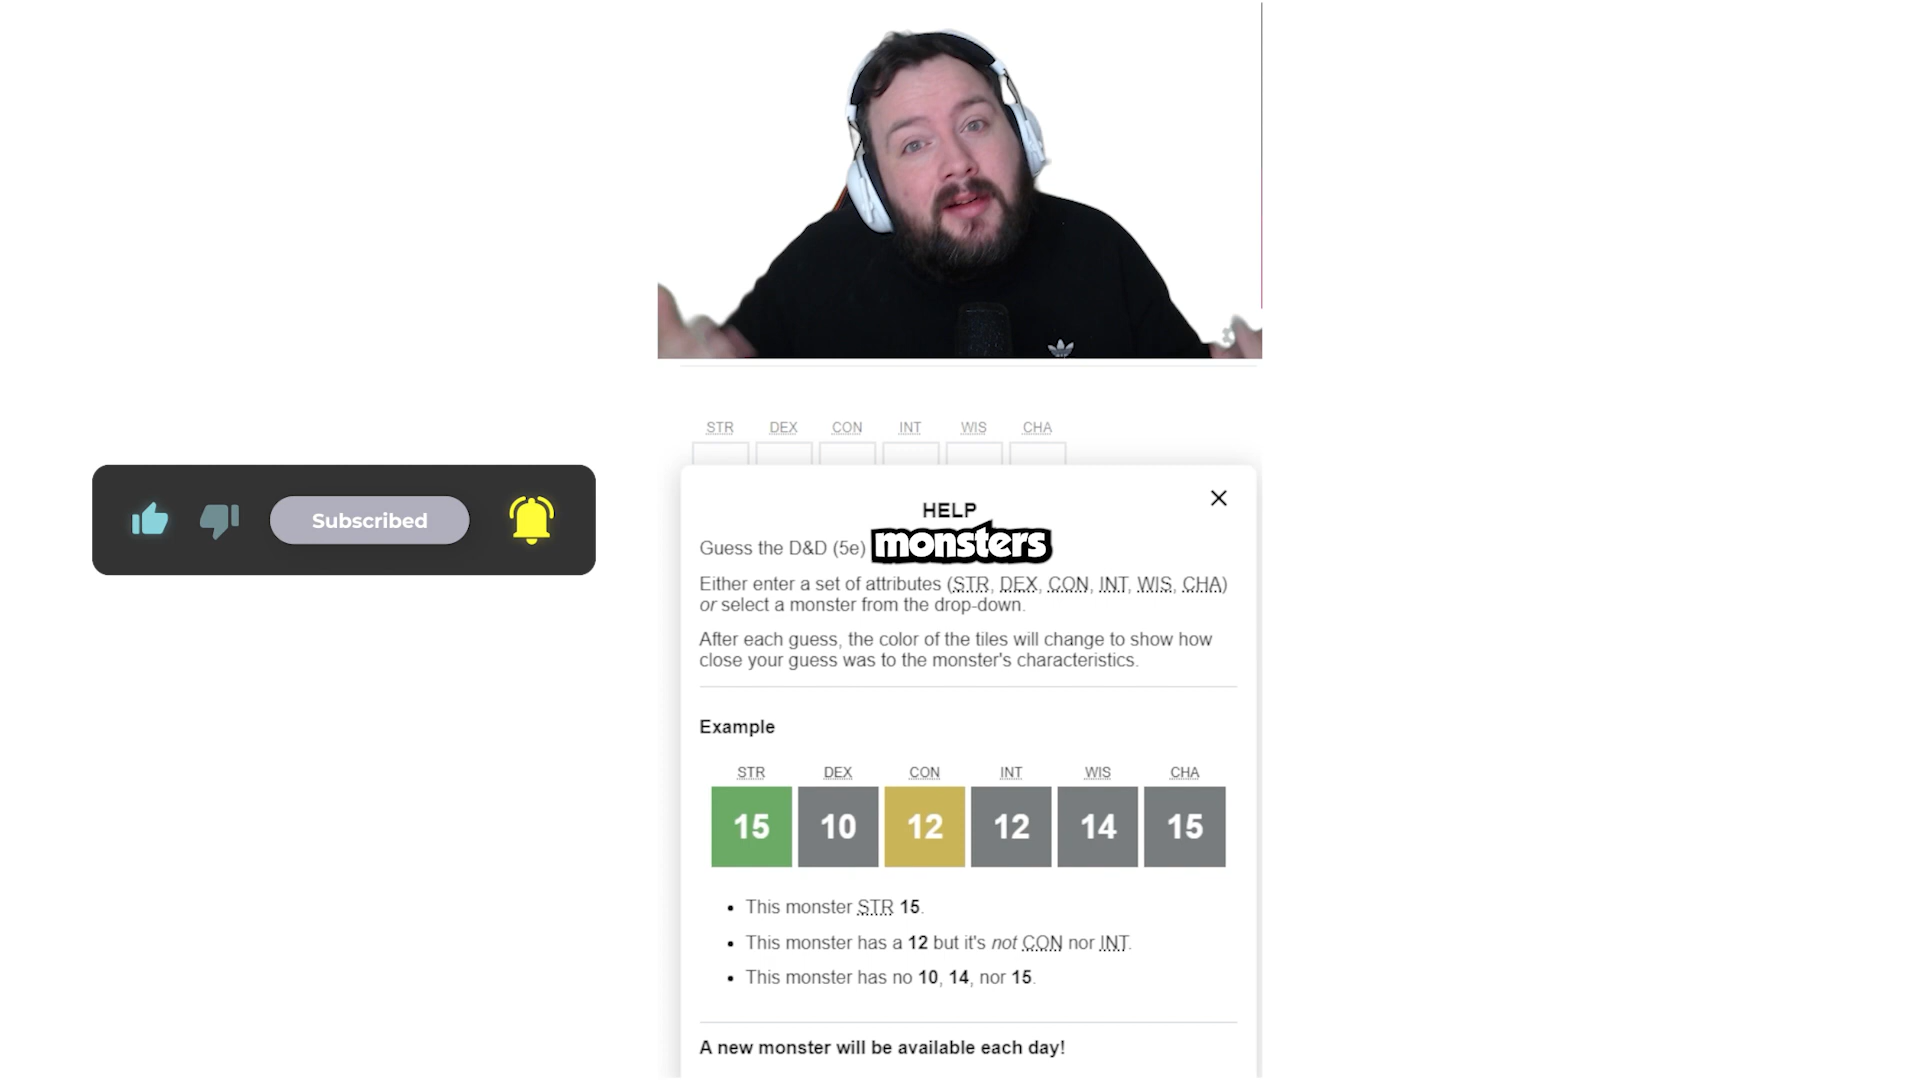 STR DEX CON INT WIS CHA
Subscribed
HELP
Guess the D&D (5e) monsters
Either enter a set of attributes (STR, DEX, CON, INT, WIS, CHA)
or select a monster from the drop-down.
After each guess, the color of the tiles will change to show how
close your guess was to the monster's characteristics.
Example
STR DEX CON INT WIS CHA
15 10 12 12 14 15
• This monster STR 15.
• This monster has a 12 but it's not CON nor INT.
• This monster has no 10, 14, nor 15.
A new monster will be available each day!